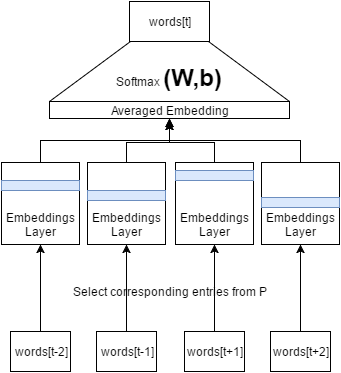 words[t]
Softmax (W,b)
Averaged Embedding
Embeddings
Layer
Embeddings
Layer
Embeddings
Layer
Embeddings
Layer
Select corresponding entries from P
words[t-2]
words[t-1]
words[t+1]
words[t+2]